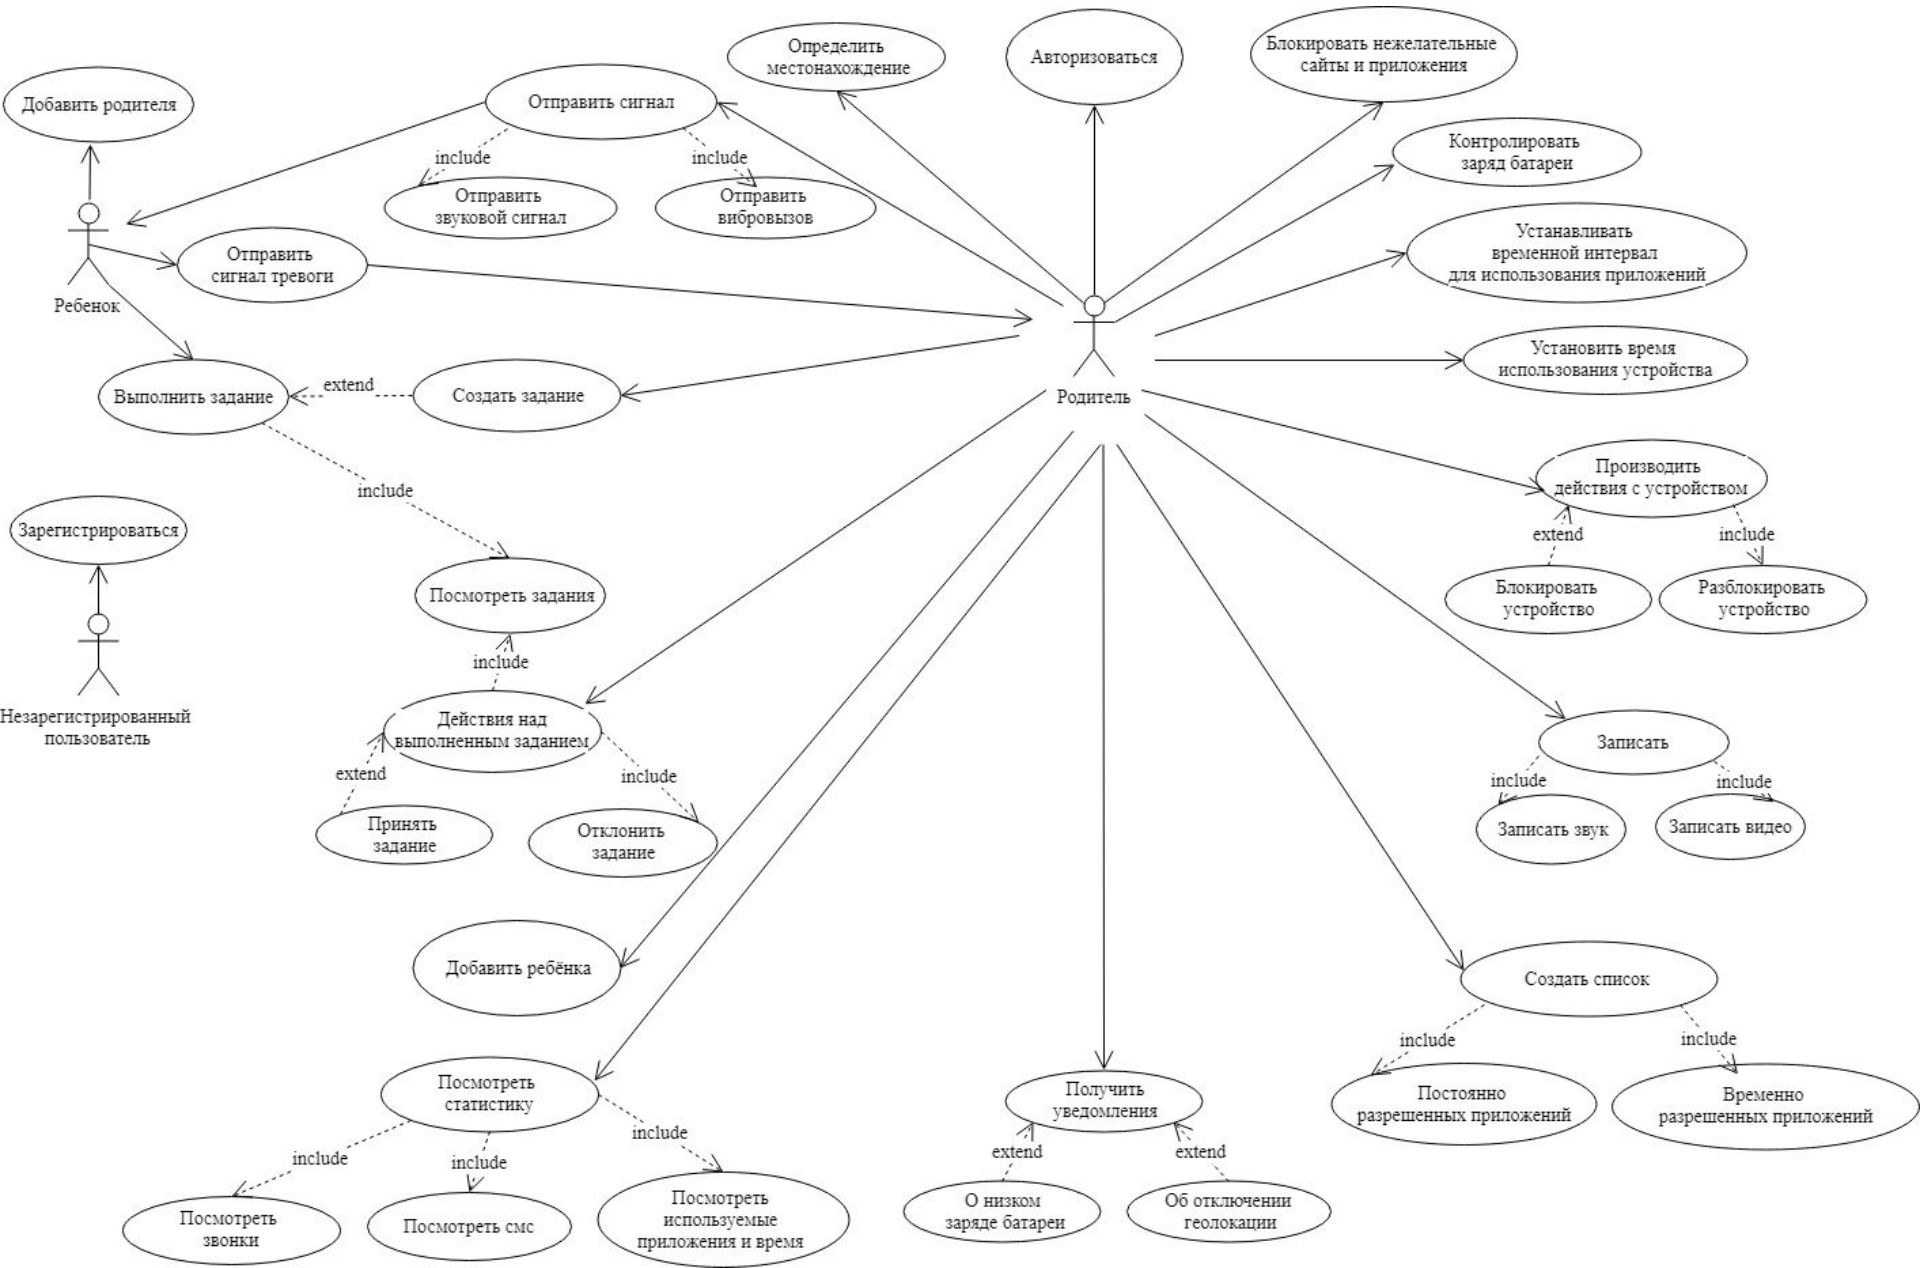 Определить
местонахождение
Авторизоваться
Блокировать нежелательные
сайты и приложения
Добавить родителя
Отправить сигнал
include
include
Отправить
звуковой сигнал
Отправить
вибровызов
Контролировать
заряд батареи
Отправить
сигнал тревоги
Ребенок
Устанавливать
временной интервал
для использования приложений
Установить время
использования устройства
Выполнить задание
extend
Создать задание
Родитель
include
Производить
действия с устройством
extend
include
Блокировать
устройство
Разблокировать
устройство
Зарегистрироваться
Незарегистрированный
пользователь
Посмотреть задания
include
Действия над
выполненным заданием
extend
include
Принять
задание
Отклонить
задание
Записать
include
include
Записать звук
Записать видео
Добавить ребёнка
Создать список
include
include
Постоянно
разрешенных приложений
Временно
разрешенных приложений
Посмотреть
статистику
include
include
include
Посмотреть
звонки
Посмотреть смс
Посмотреть
используемые
приложения и время
Получить
уведомления
extend
extend
О низком
заряде батареи
Об отключении
геолокации